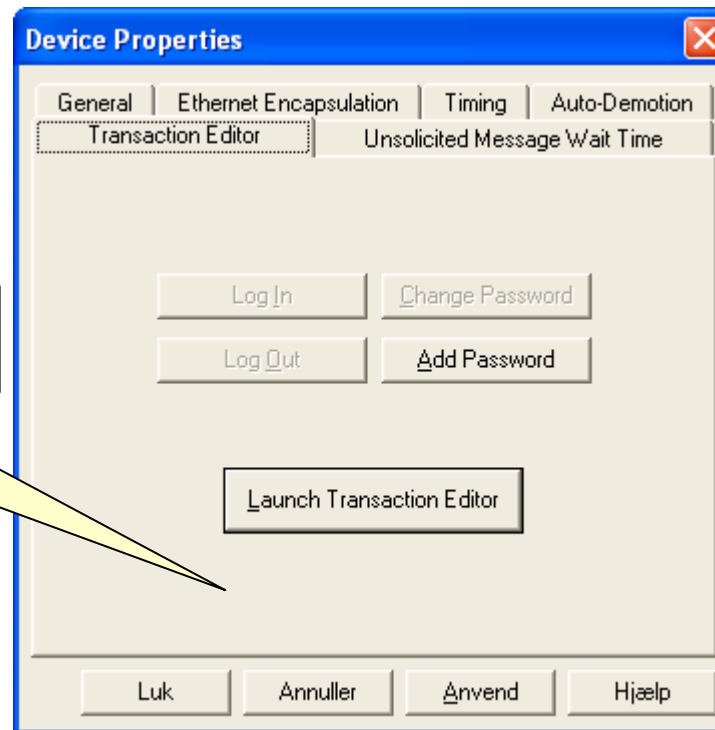 Device Properties
General Ethernet Encapsulation Timing Auto-Demotion
Transaction Editor Unsolicited Message Wait Time
Log In Change Password
Log Out Add Password
Launch Transaction Editor
Luk Annuller Anvend Hjælp